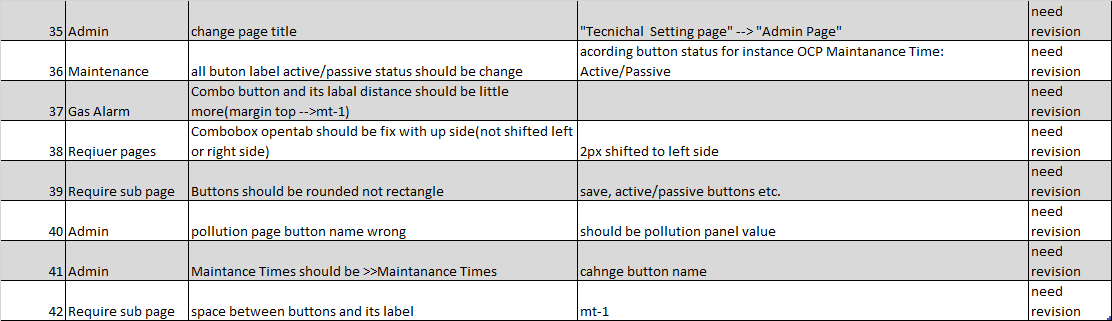 35 Admin change page title "Tecnichal Setting page" --> "Admin Page" need revision
36 Maintenance all buton label active/passive status should be change acording button status for instance OCP Maintanance Time: Active/Passive need revision
37 Gas Alarm Combo button and its labal distance should be little more(margin top -->mt-1) need revision
38 Reqiuer pages Combobox opentab should be fix with up side(not shifted left or right side) 2px shifted to left side need revision
39 Require sub page Buttons should be rounded not rectangle save, active/passive buttons etc. need revision
40 Admin pollution page button name wrong should be pollution panel value need revision
41 Admin Maintance Times should be >>Maintanance Times cahnge button name need revision
42 Require sub page space between buttons and its label mt-1 need revision